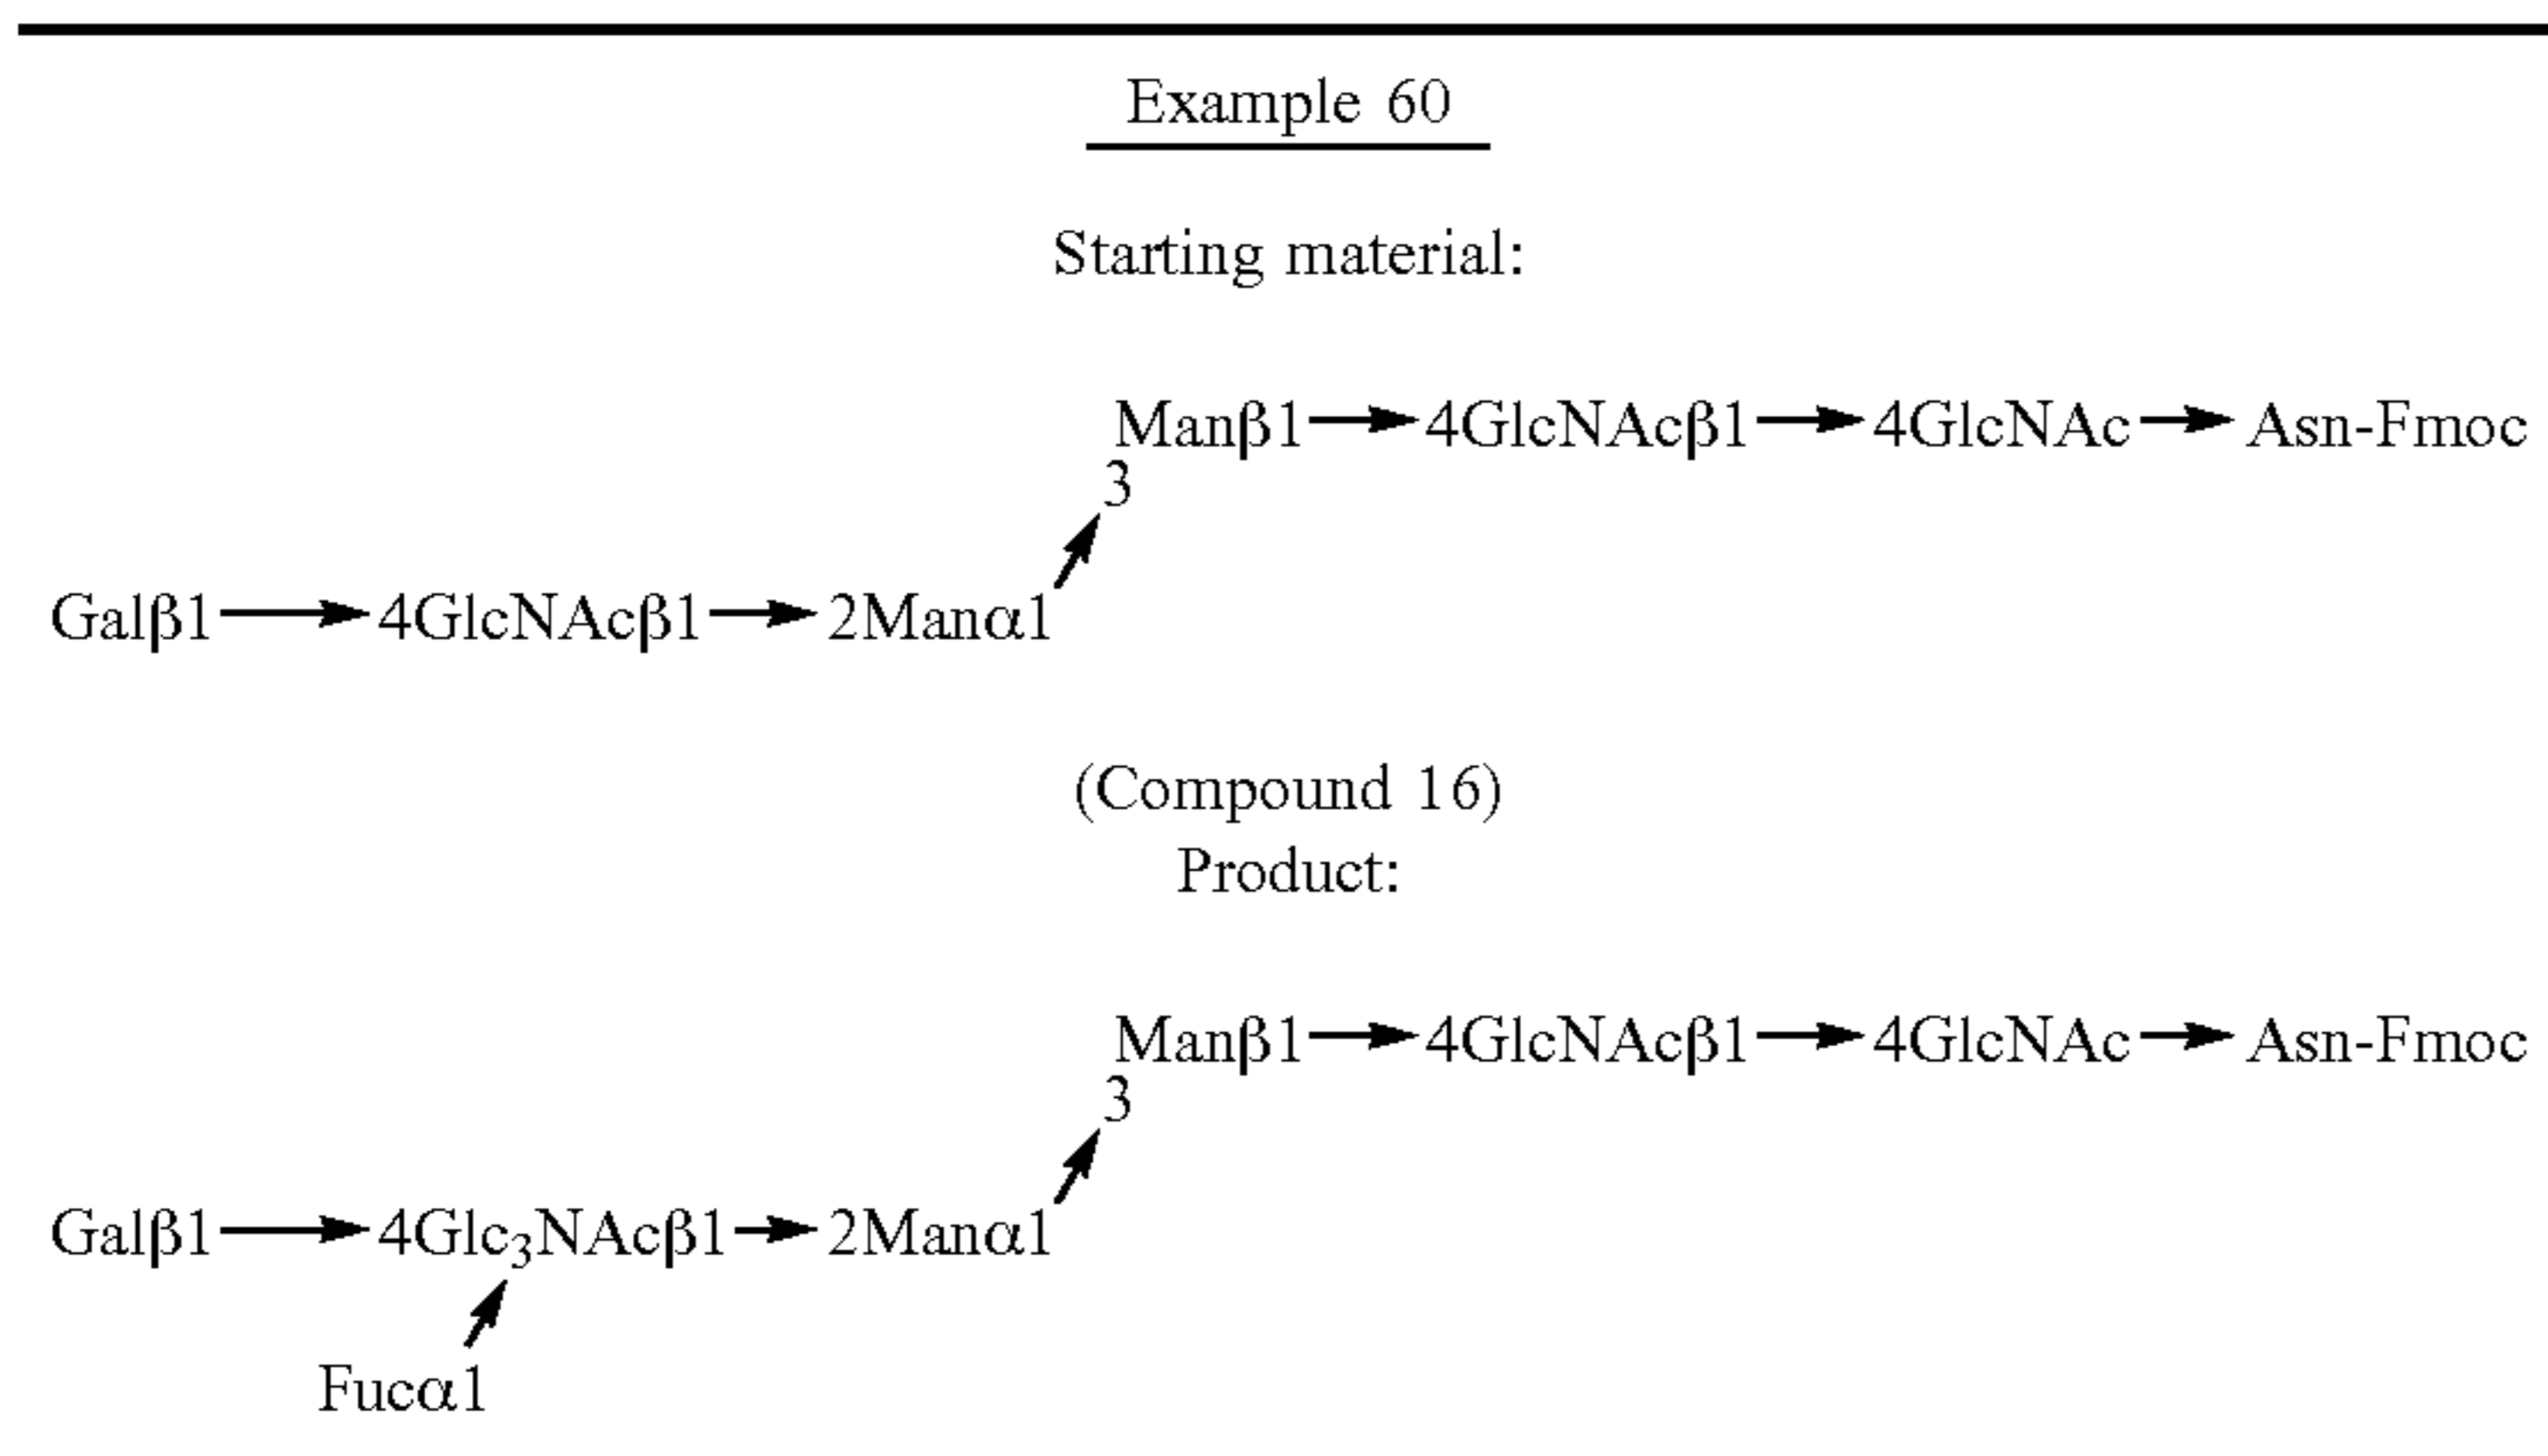 Example 60
Starting material:
Manβ1→4GlcNAcβ1→4GlcNAc→Asn-Fmoc
3
Galβ1→4GlcNAcβ1→2Manα1
(Compound 16)
Product:
Manβ1→4GlcNAcβ1→4GlcNAc→Asn-Fmoc
3
Galβ1→4Glc₃NAcβ1→2Manα1
Fucα1